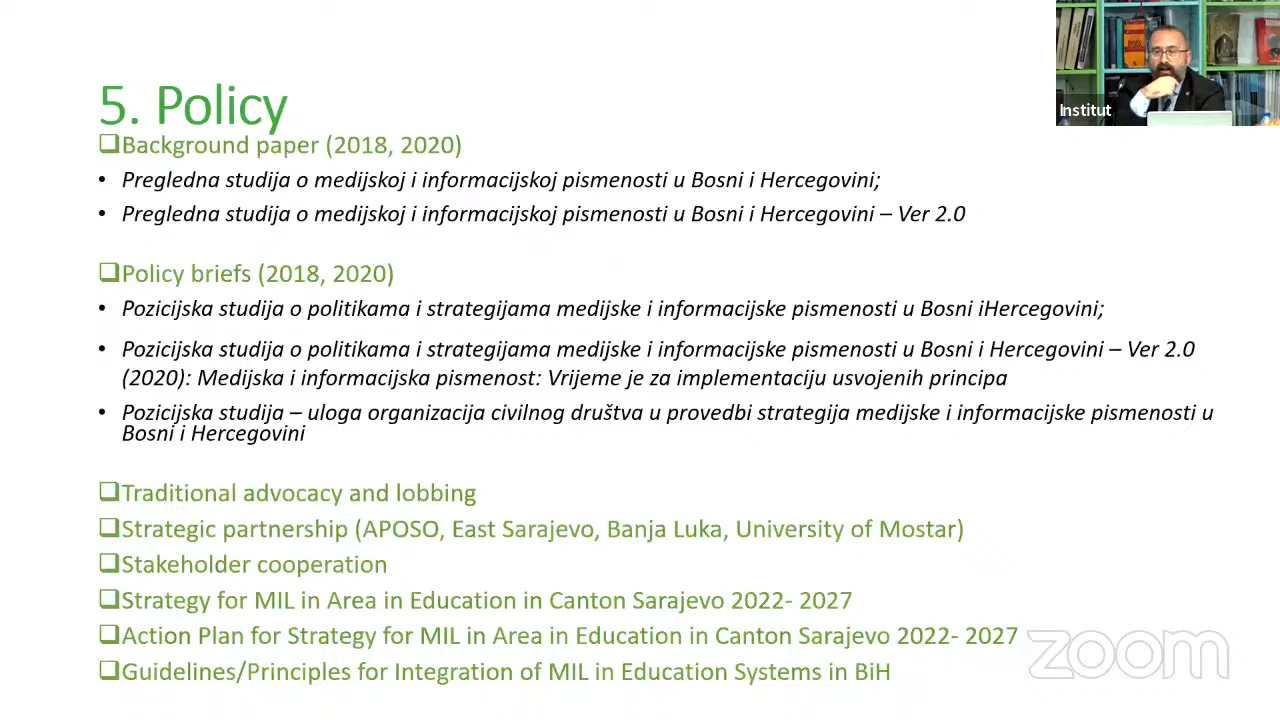 5. Policy
❑Background paper (2018, 2020)
• Pregledna studija o medijskoj i informacijskoj pismenosti u Bosni i Hercegovini;
• Pregledna studija o medijskoj i informacijskoj pismenosti u Bosni i Hercegovini – Ver 2.0
❑Policy briefs (2018, 2020)
• Pozicijska studija o politikama i strategijama medijske i informacijske pismenosti u Bosni iHercegovini;
• Pozicijska studija o politikama i strategijama medijske i informacijske pismenosti u Bosni i Hercegovini – Ver 2.0
(2020): Medijska i informacijska pismenost: Vrijeme je za implementaciju usvojenih principa
• Pozicijska studija – uloga organizacija civilnog društva u provedbi strategija medijske i informacijske pismenosti u
Bosni i Hercegovini
❑Traditional advocacy and lobbing
❑Strategic partnership (APOSO, East Sarajevo, Banja Luka, University of Mostar)
❑Stakeholder cooperation
❑Strategy for MIL in Area in Education in Canton Sarajevo 2022- 2027
❑Action Plan for Strategy for MIL in Area in Education in Canton Sarajevo 2022- 2027
❑Guidelines/Principles for Integration of MIL in Education Systems in BiH
Institut
zoom